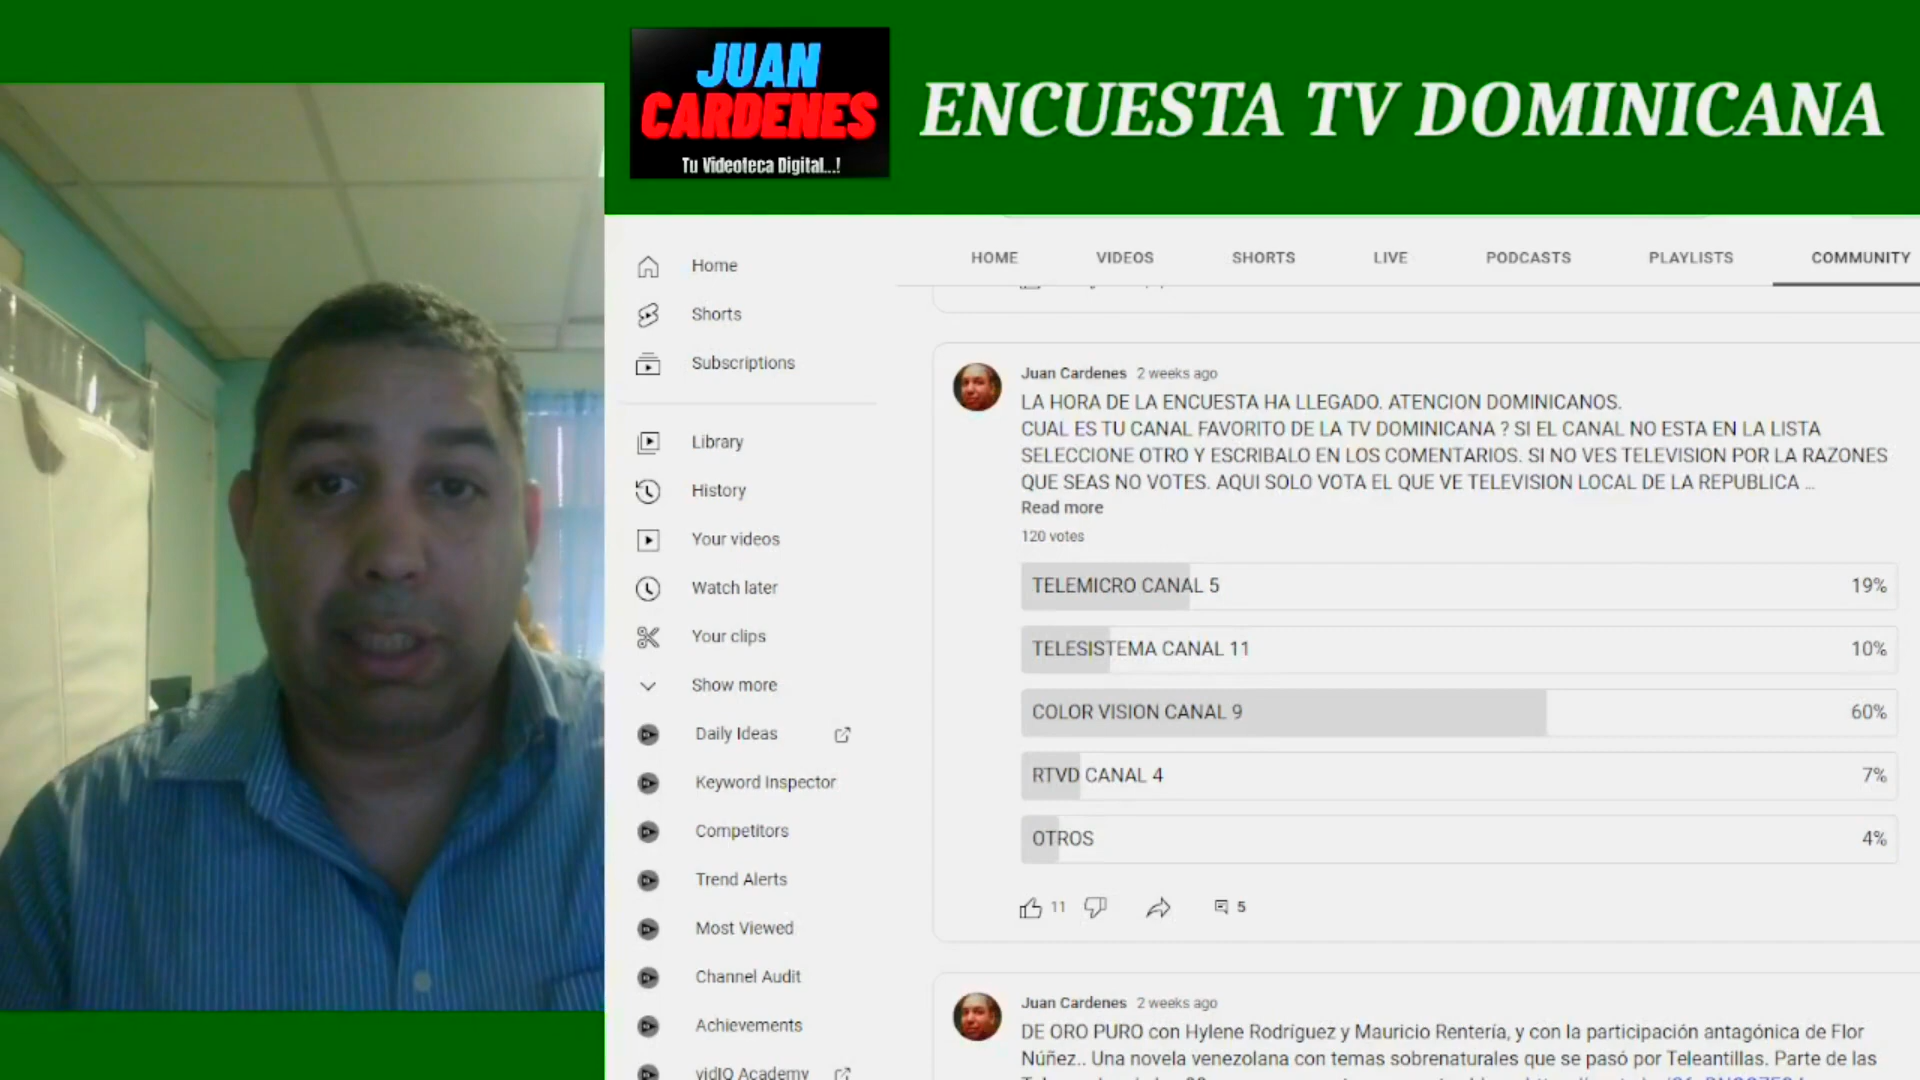 JUAN
CARDENES
Tu Videoteca Digital...!
ENCUESTA TV DOMINICANA
Home
Shorts
Subscriptions
Library
History
Your videos
Watch later
Your clips
Show more
Daily Ideas
Keyword Inspector
Competitors
Trend Alerts
Most Viewed
Channel Audit
Achievements
vidIQ Academy
HOME VIDEOS SHORTS LIVE PODCASTS PLAYLISTS COMMUNITY
Juan Cardenes 2 weeks ago
LA HORA DE LA ENCUESTA HA LLEGADO. ATENCION DOMINICANOS.
CUAL ES TU CANAL FAVORITO DE LA TV DOMINICANA ? SI EL CANAL NO ESTA EN LA LISTA
SELECCIONE OTRO Y ESCRIBALO EN LOS COMENTARIOS. SI NO VES TELEVISION POR LA RAZONES
QUE SEAS NO VOTES. AQUI SOLO VOTA EL QUE VE TELEVISION LOCAL DE LA REPUBLICA ...
Read more
120 votes
TELEMICRO CANAL 5 19%
TELESISTEMA CANAL 11 10%
COLOR VISION CANAL 9 60%
RTVD CANAL 4 7%
OTROS 4%
11 5
Juan Cardenes 2 weeks ago
DE ORO PURO con Hylene Rodríguez y Mauricio Rentería, y con la participación antagónica de Flor
Núñez.. Una novela venezolana con temas sobrenaturales que se pasó por Teleantillas. Parte de las